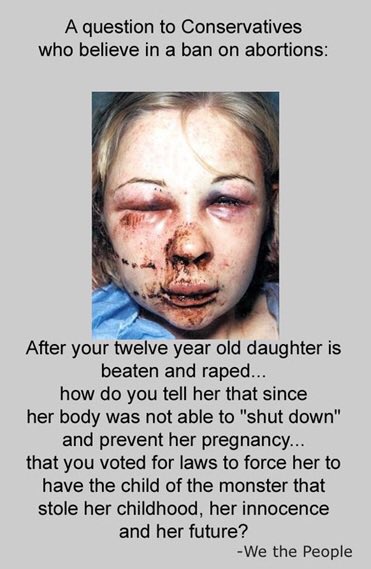 A question to Conservatives
who believe in a ban on abortions:
After your twelve year old daughter is
beaten and raped...
how do you tell her that since
her body was not able to "shut down"
and prevent her pregnancy...
that you voted for laws to force her to
have the child of the monster that
stole her childhood, her innocence
and her future?
-We the People